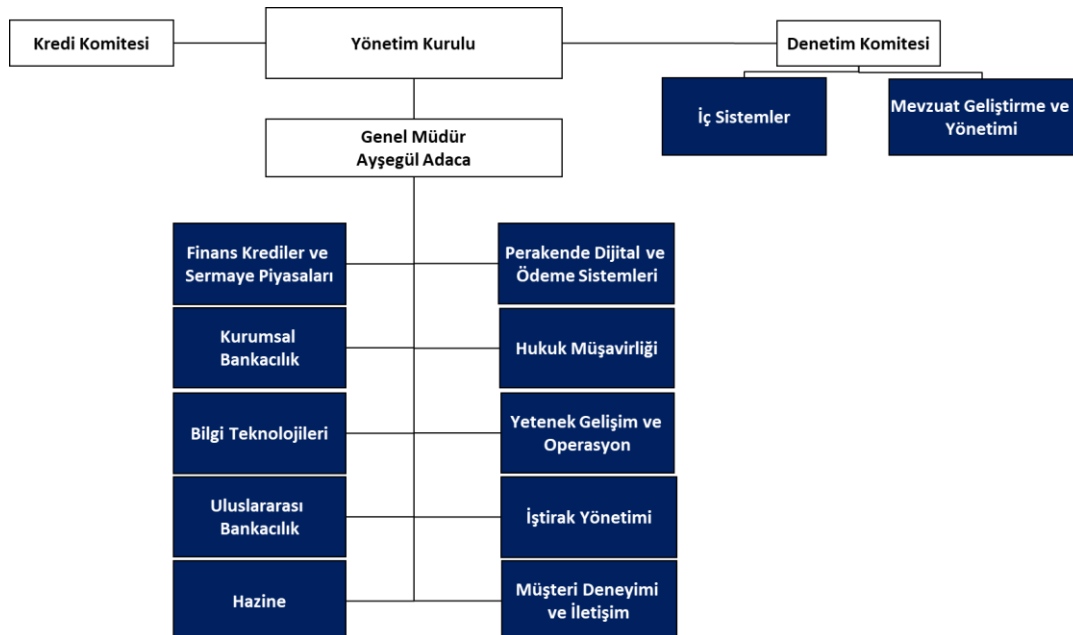 Kredi Komitesi
Yönetim Kurulu
Denetim Komitesi
İç Sistemler
Mevzuat Geliştirme ve
Yönetimi
Genel Müdür
Ayşegül Adaca
Finans Krediler ve
Sermaye Piyasaları
Perakende Dijital ve
Ödeme Sistemleri
Kurumsal
Bankacılık
Hukuk Müşavirliği
Bilgi Teknolojileri
Yetenek Gelişim ve
Operasyon
Uluslararası
Bankacılık
İştirak Yönetimi
Hazine
Müşteri Deneyimi
ve İletişim